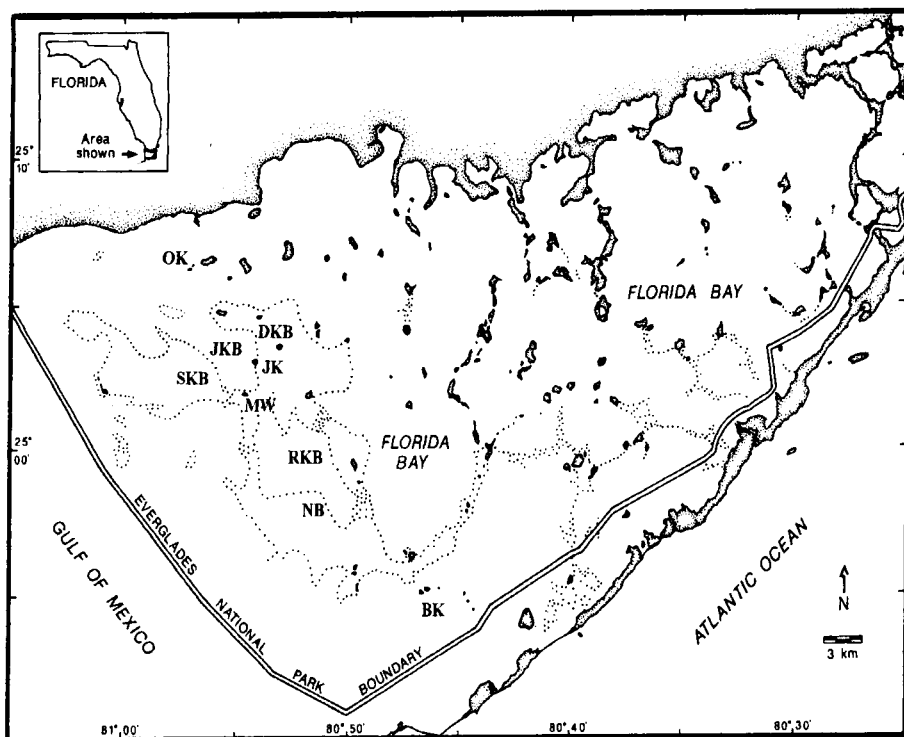 FLORIDA
Area
shown
25°
10'
OK
FLORIDA BAY
DKB
JKB
JK
SKB
MW
25°
00'
FLORIDA
BAY
RKB
NB
BK
GULF OF MEXICO
EVERGLADES
NATIONAL
PARK
BOUNDARY
ATLANTIC OCEAN
N
3 km
81° 00'
80° 50'
80° 40'
80° 30'